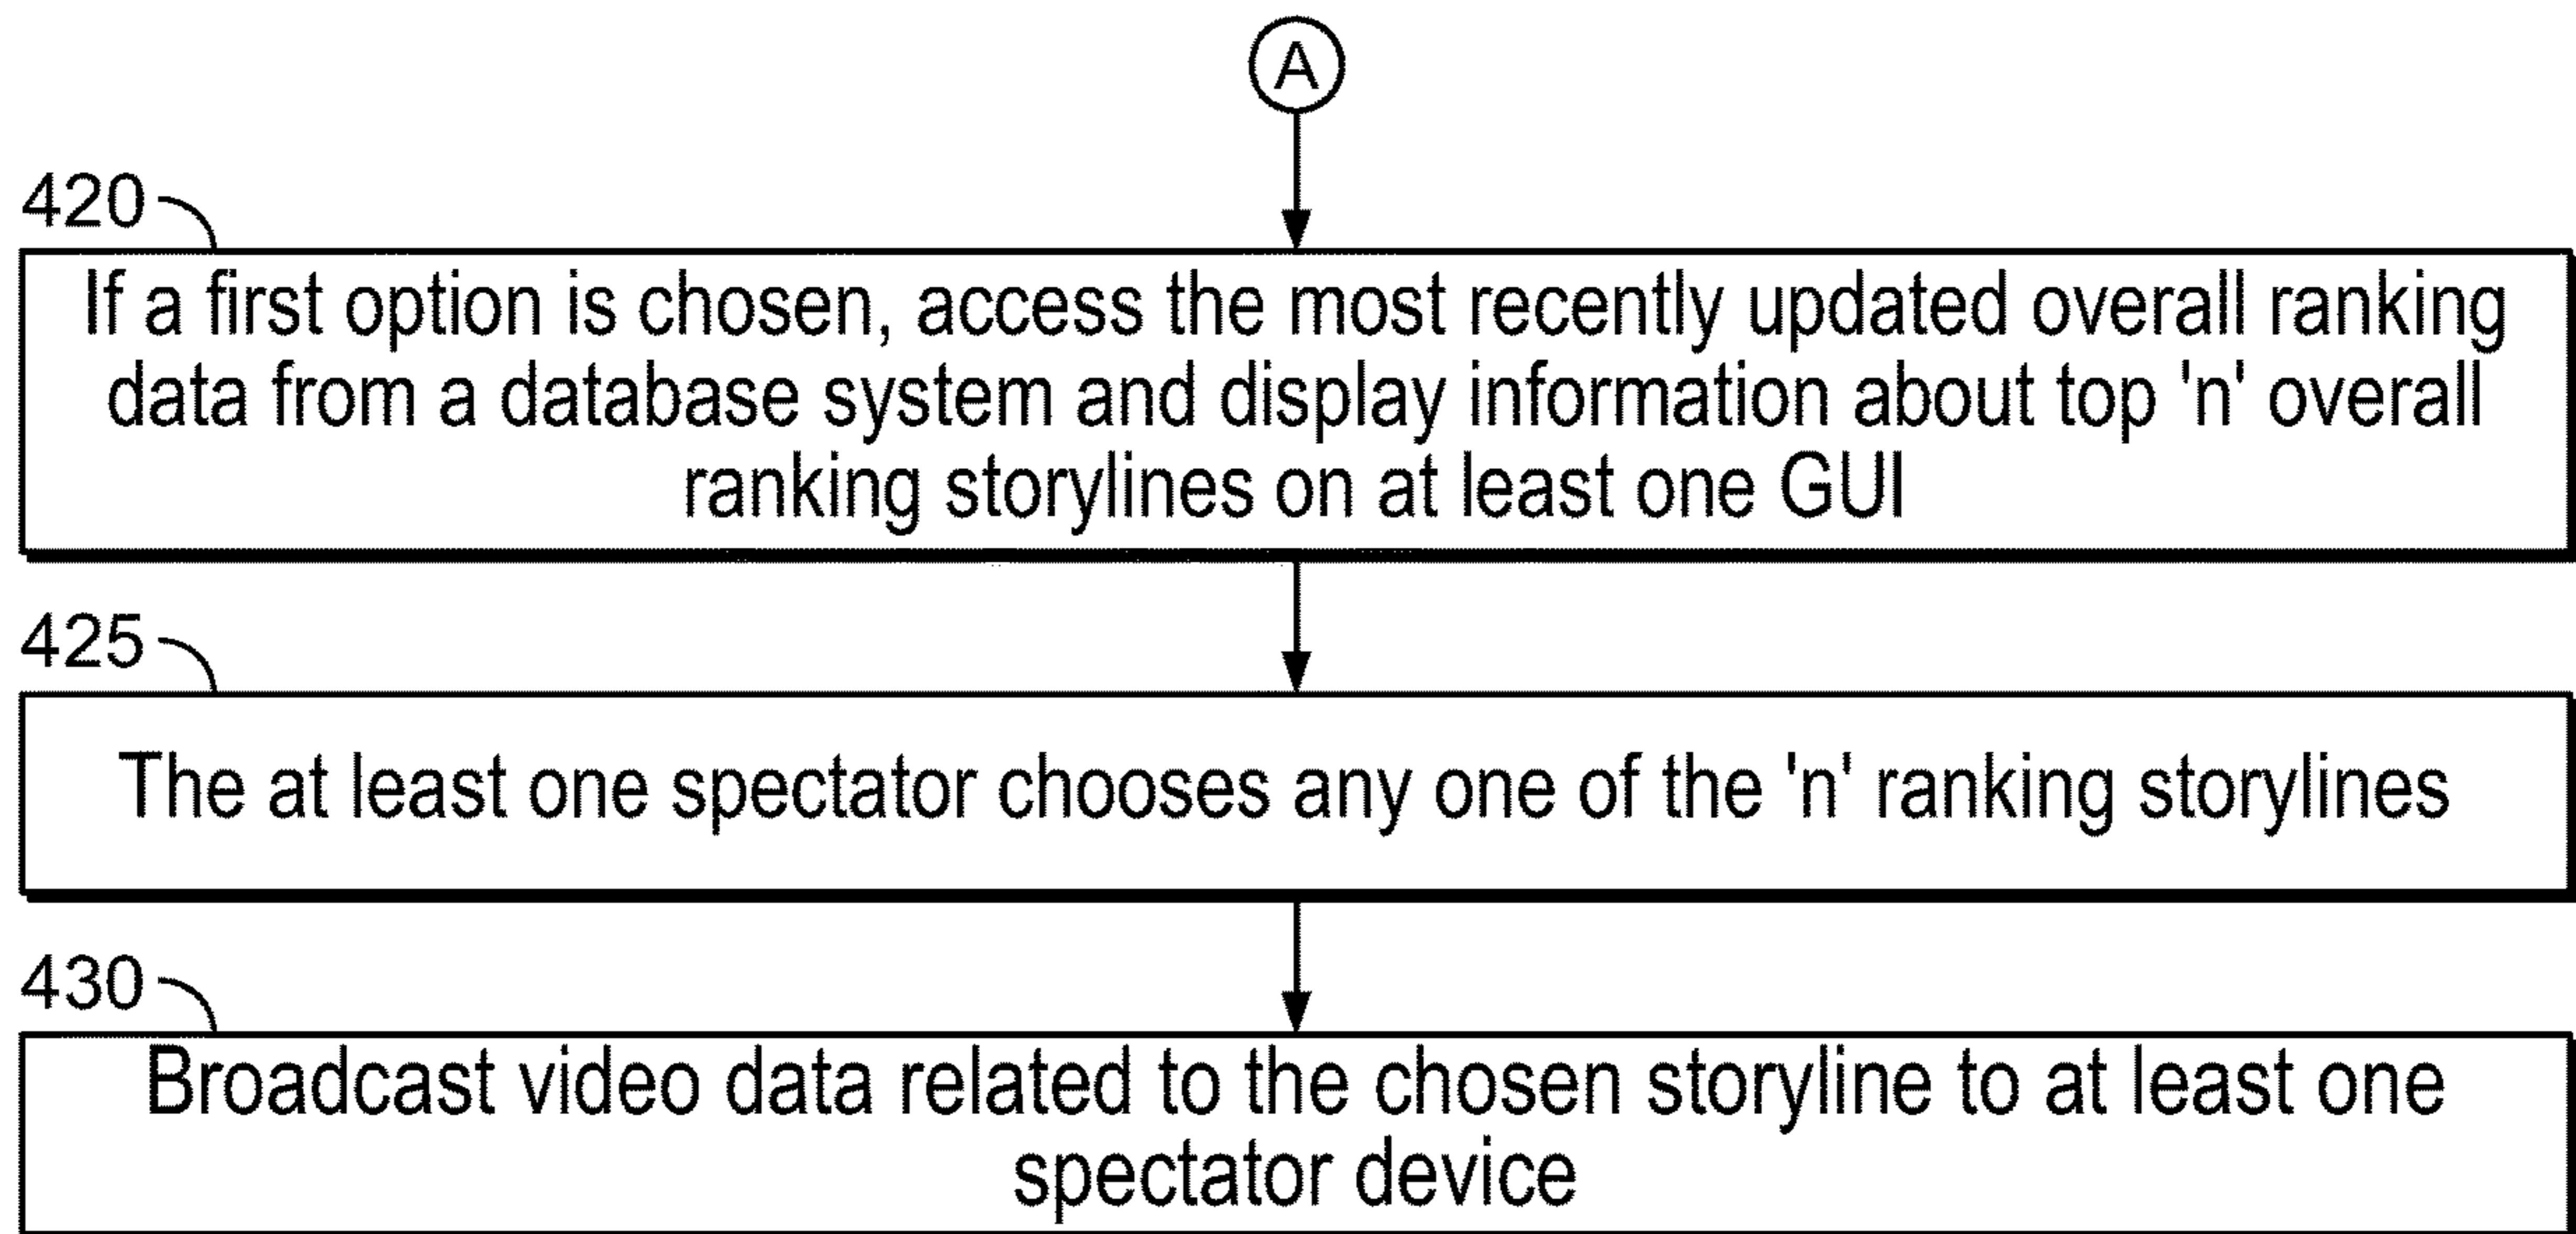 A
420
If a first option is chosen, access the most recently updated overall ranking
data from a database system and display information about top 'n' overall
ranking storylines on at least one GUI
425
The at least one spectator chooses any one of the 'n' ranking storylines
430
Broadcast video data related to the chosen storyline to at least one
spectator device